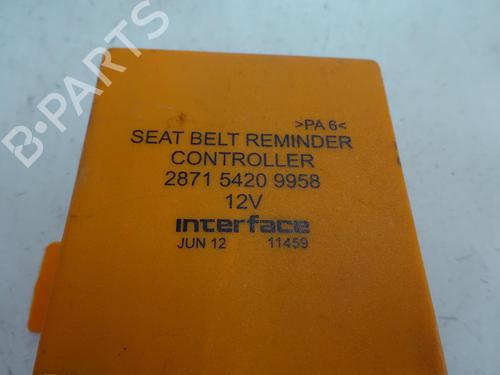 B-PARTS
>PA 6<
SEAT BELT REMINDER
CONTROLLER
2871 5420 9958
12V
interface
JUN 12 11459